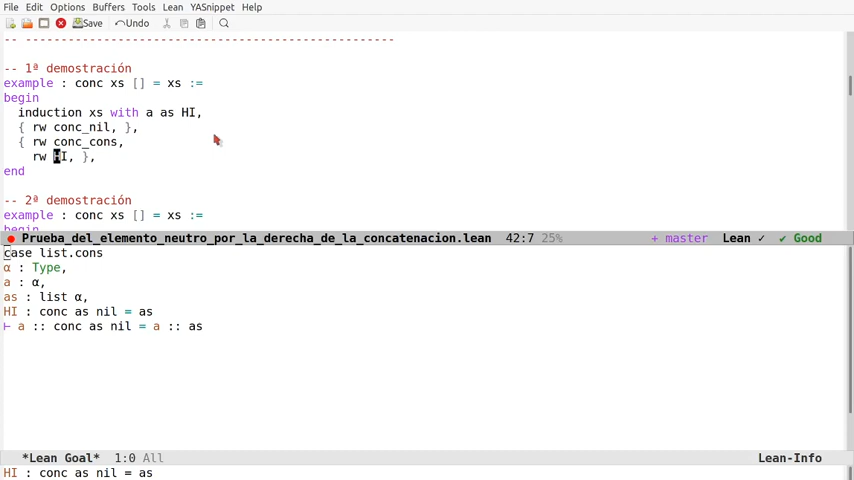 File Edit Options Buffers Tools Lean YASnippet Help
Save Undo
-- ----------------------------------------------------
-- 1ª demostración
example : conc xs [] = xs :=
begin
  induction xs with a as HI,
  { rw conc_nil, },
  { rw conc_cons,
    rw HI, },
end
-- 2ª demostración
example : conc xs [] = xs :=
begin
Prueba_del_elemento_neutro_por_la_derecha_de_la_concatenacion.lean 42:7 25% + master Lean ✓ ✔ Good
case list.cons
α : Type,
a : α,
as : list α,
HI : conc as nil = as
⊢ a :: conc as nil = a :: as
*Lean Goal* 1:0 All Lean-Info
HI : conc as nil = as